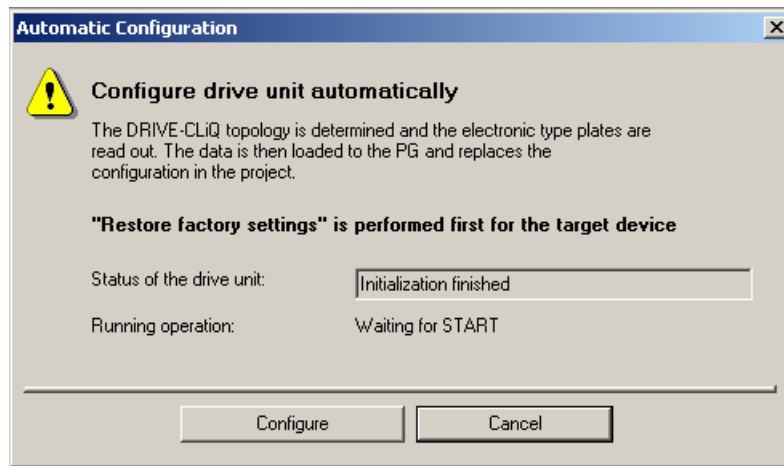 Automatic Configuration
Configure drive unit automatically
The DRIVE-CLiQ topology is determined and the electronic type plates are
read out. The data is then loaded to the PG and replaces the
configuration in the project.
"Restore factory settings" is performed first for the target device
Status of the drive unit: Initialization finished
Running operation: Waiting for START
Configure Cancel